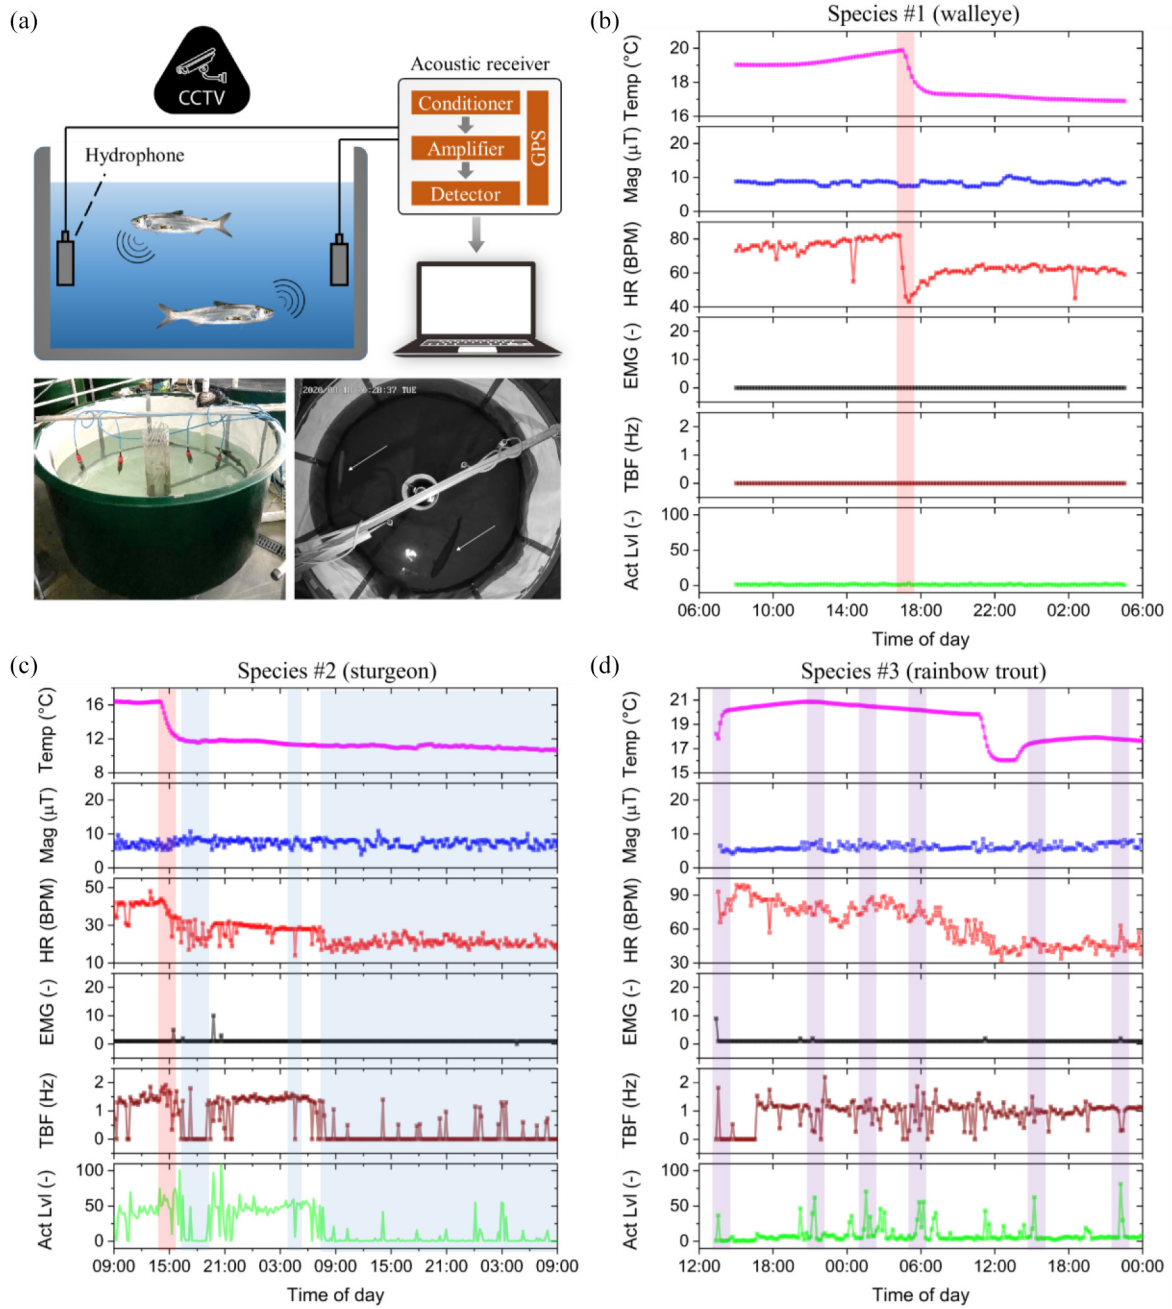 (a)
CCTV
Hydrophone
Acoustic receiver
Conditioner
Amplifier
Detector
GPS
(b)
Species #1 (walleye)
Temp (°C)
20
18
16
Mag (μT)
20
10
0
HR (BPM)
80
60
40
EMG (-)
20
10
0
TBF (Hz)
2
1
0
Act Lvl (-)
100
50
0
06:00 10:00 14:00 18:00 22:00 02:00 06:00
Time of day
(c)
Species #2 (sturgeon)
Temp (°C)
16
12
8
Mag (μT)
20
10
0
HR (BPM)
50
30
10
EMG (-)
20
10
0
TBF (Hz)
2
1
0
Act Lvl (-)
100
50
0
09:00 15:00 21:00 03:00 09:00 15:00 21:00 03:00 09:00
Time of day
(d)
Species #3 (rainbow trout)
Temp (°C)
21
19
17
15
Mag (μT)
20
10
0
HR (BPM)
90
60
30
EMG (-)
20
10
0
TBF (Hz)
2
1
0
Act Lvl (-)
100
50
0
12:00 18:00 00:00 06:00 12:00 18:00 00:00
Time of day